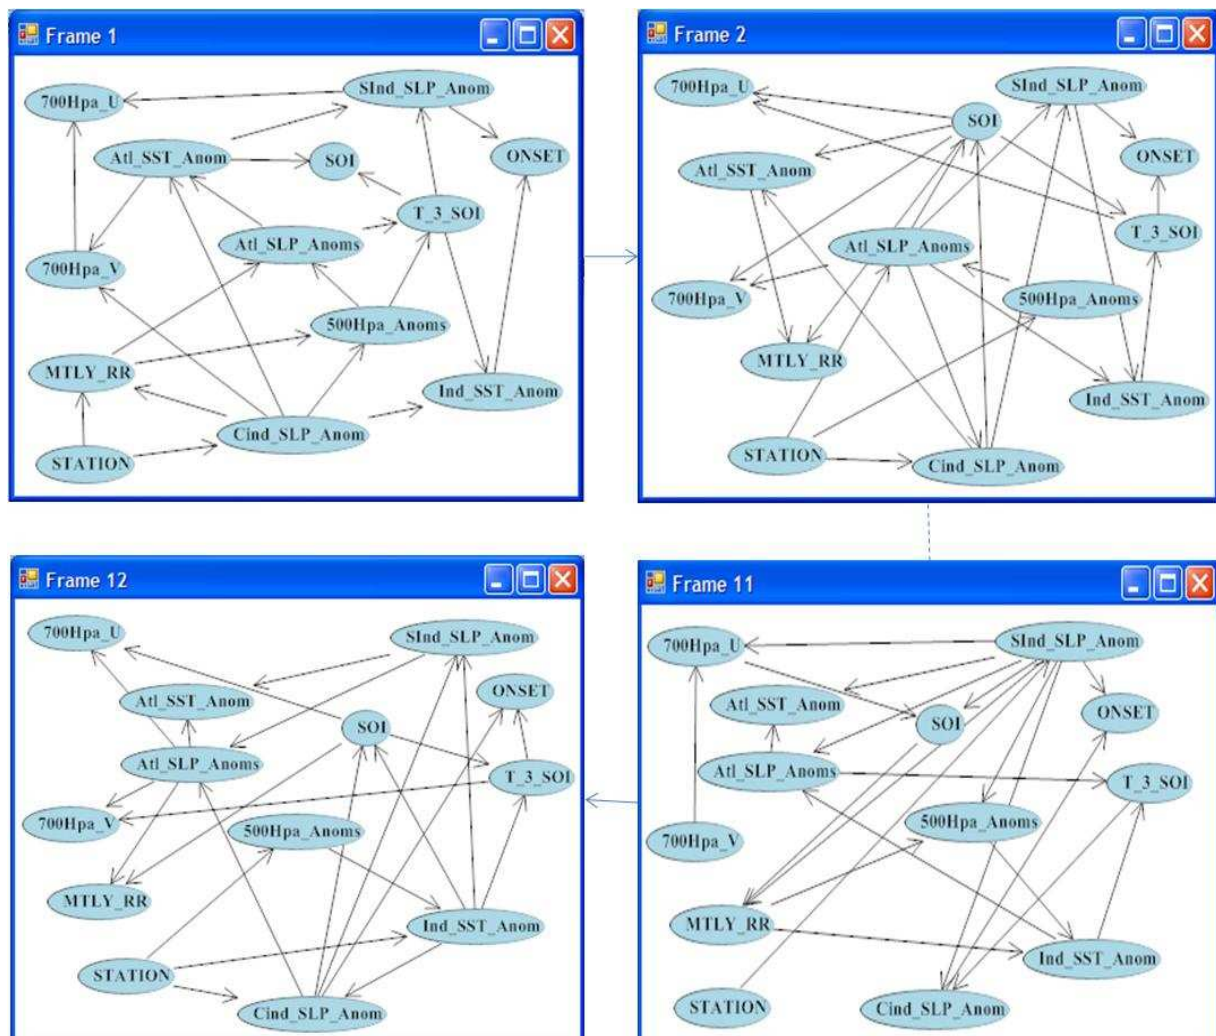 Frame 1
700Hpa_U
SInd_SLP_Anom
Atl_SST_Anom
SOI
ONSET
T_3_SOI
Atl_SLP_Anoms
700Hpa_V
500Hpa_Anoms
MTLY_RR
Ind_SST_Anom
Cind_SLP_Anom
STATION
Frame 2
700Hpa_U
SInd_SLP_Anom
SOI
ONSET
Atl_SST_Anom
T_3_SOI
Atl_SLP_Anoms
700Hpa_V
500Hpa_Anoms
MTLY_RR
Ind_SST_Anom
STATION
Cind_SLP_Anom
Frame 12
700Hpa_U
SInd_SLP_Anom
Atl_SST_Anom
ONSET
SOI
Atl_SLP_Anoms
T_3_SOI
700Hpa_V
500Hpa_Anoms
MTLY_RR
Ind_SST_Anom
STATION
Cind_SLP_Anom
Frame 11
700Hpa_U
SInd_SLP_Anom
Atl_SST_Anom
SOI
ONSET
Atl_SLP_Anoms
T_3_SOI
500Hpa_Anoms
700Hpa_V
MTLY_RR
Ind_SST_Anom
STATION
Cind_SLP_Anom